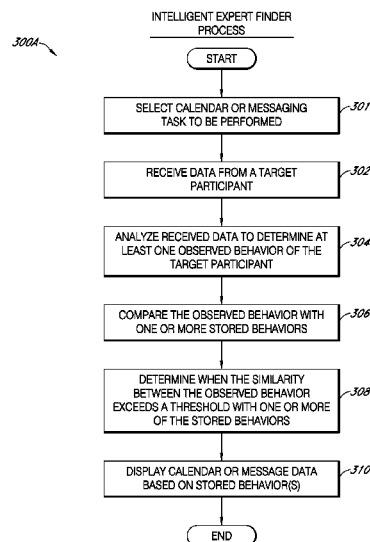 INTELLIGENT EXPERT FINDER
PROCESS
300A
START
SELECT CALENDAR OR MESSAGING
TASK TO BE PERFORMED
301
RECEIVE DATA FROM A TARGET
PARTICIPANT
302
ANALYZE RECEIVED DATA TO DETERMINE AT
LEAST ONE OBSERVED BEHAVIOR OF THE
TARGET PARTICIPANT
304
COMPARE THE OBSERVED BEHAVIOR WITH
ONE OR MORE STORED BEHAVIORS
306
DETERMINE WHEN THE SIMILARITY
BETWEEN THE OBSERVED BEHAVIOR
EXCEEDS A THRESHOLD WITH ONE OR MORE
OF THE STORED BEHAVIORS
308
DISPLAY CALENDAR OR MESSAGE DATA
BASED ON STORED BEHAVIOR(S)
310
END